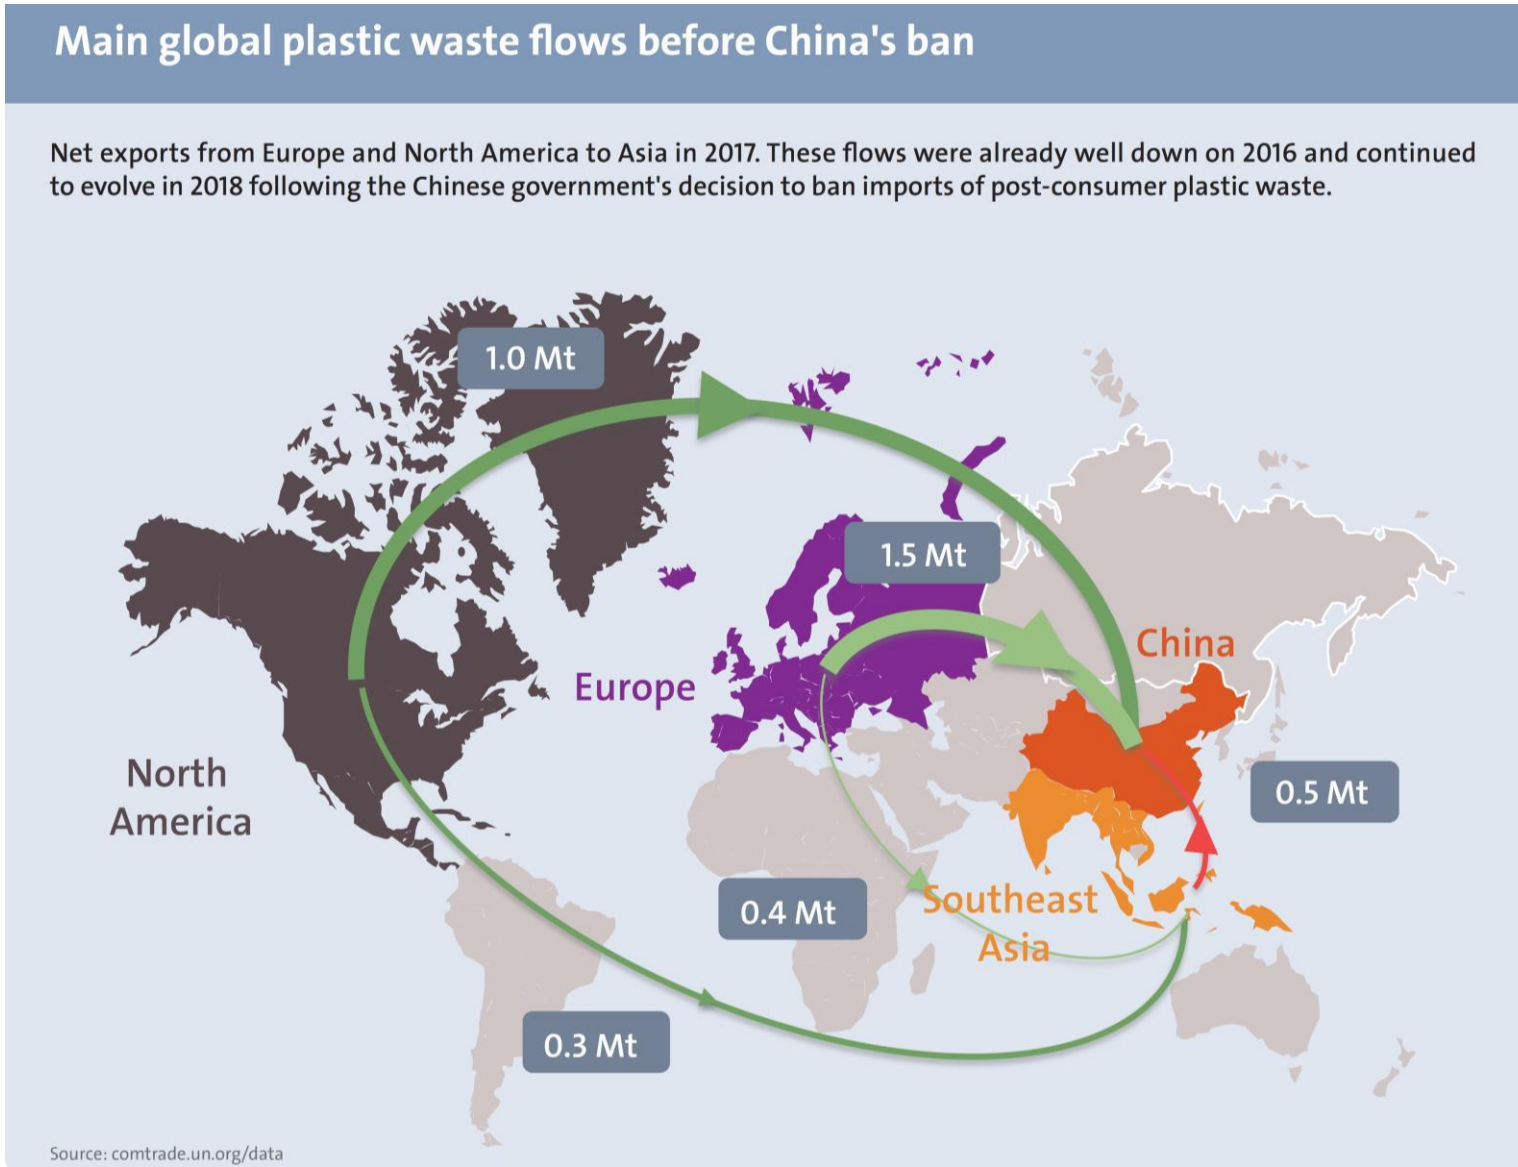 Main global plastic waste flows before China's ban
Net exports from Europe and North America to Asia in 2017. These flows were already well down on 2016 and continued
to evolve in 2018 following the Chinese government's decision to ban imports of post-consumer plastic waste.
1.0 Mt
1.5 Mt
China
Europe
North
America
0.5 Mt
0.4 Mt
Southeast
Asia
0.3 Mt
Source: comtrade.un.org/data